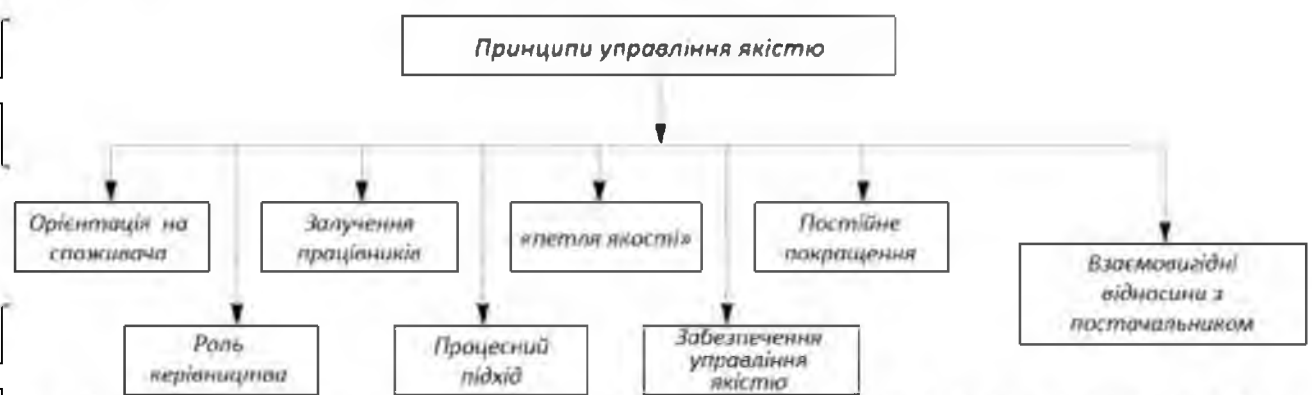 Принципи управління якістю
Орієнтація на
споживача
Залучення
працівників
«петля якості»
Постійне
покращення
Взаємовигідні
відносини з
постачальником
Роль
керівництва
Процесний
підхід
Забезпечення
управління
якістю